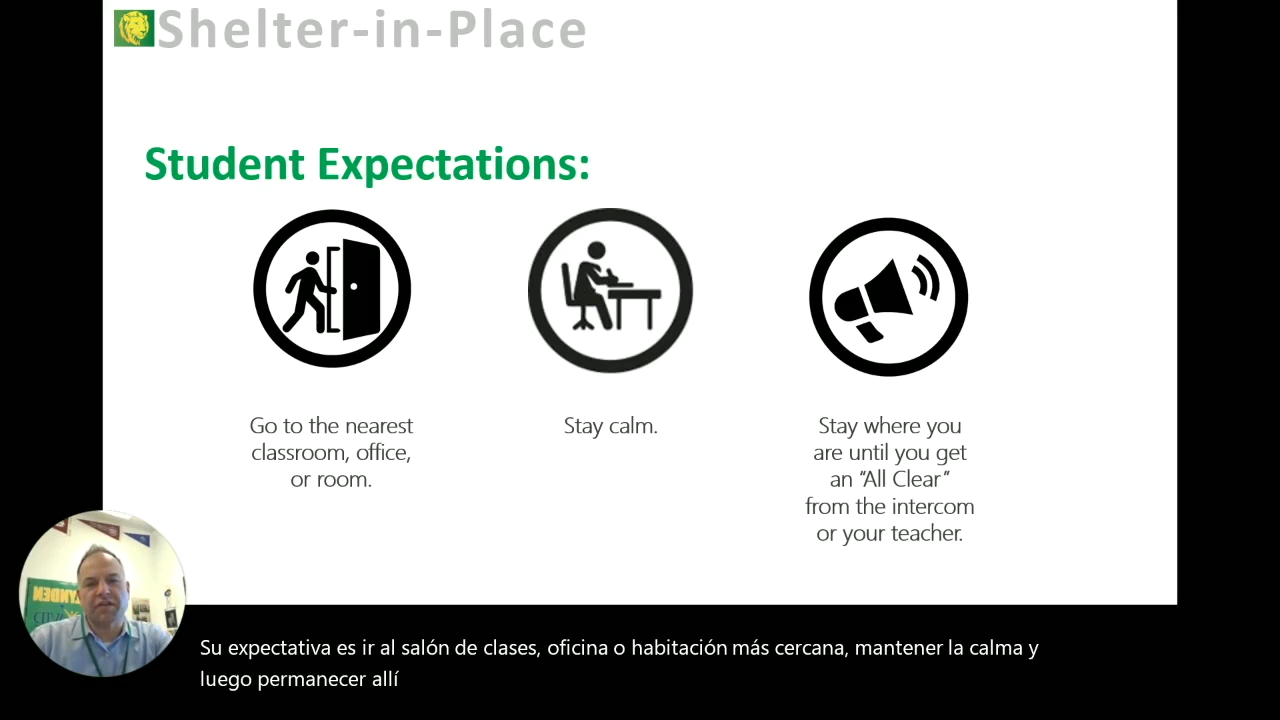 Shelter-in-Place
Student Expectations:
Go to the nearest
classroom, office,
or room.
Stay calm.
Stay where you
are until you get
an “All Clear”
from the intercom
or your teacher.
Su expectativa es ir al salón de clases, oficina o habitación más cercana, mantener la calma y
luego permanecer allí